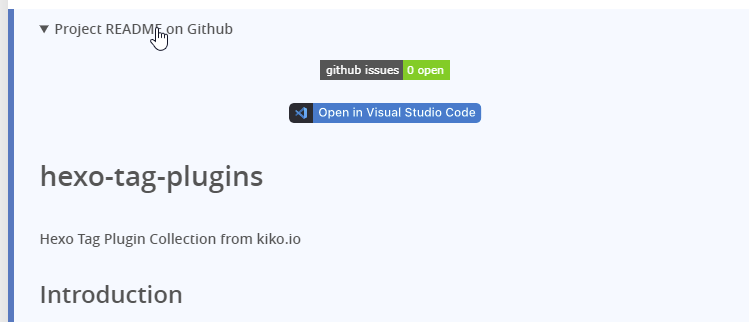 ▼ Project README on Github
github issues 0 open
Open in Visual Studio Code
hexo-tag-plugins
Hexo Tag Plugin Collection from kiko.io
Introduction